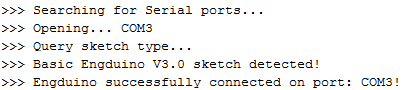 >>> Searching for Serial ports...
>>> Opening... COM3
>>> Query sketch type...
>>> Basic Engduino V3.0 sketch detected!
>>> Engduino successfully connected on port: COM3!